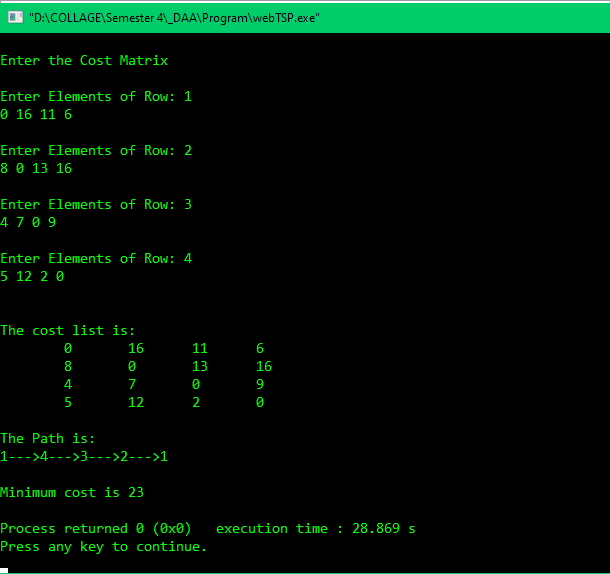 "D:\COLLAGE\Semester 4\_DAA\Program\webTSP.exe"
Enter the Cost Matrix
Enter Elements of Row: 1
0 16 11 6
Enter Elements of Row: 2
8 0 13 16
Enter Elements of Row: 3
4 7 0 9
Enter Elements of Row: 4
5 12 2 0
The cost list is:
0 16 11 6
8 0 13 16
4 7 0 9
5 12 2 0
The Path is:
1--->4--->3--->2--->1
Minimum cost is 23
Process returned 0 (0x0)   execution time : 28.869 s
Press any key to continue.